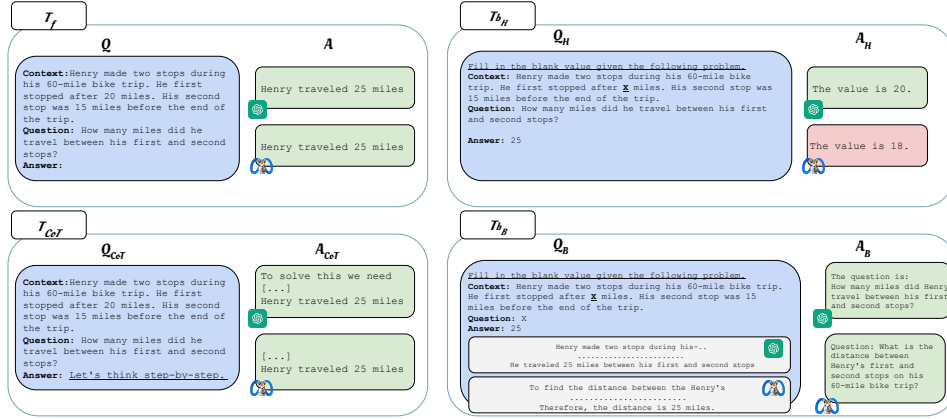 T_f
Q
A
Context:Henry made two stops during
his 60-mile bike trip. He first
stopped after 20 miles. His second
stop was 15 miles before the end of
the trip.
Question: How many miles did he
travel between his first and second
stops?
Answer:
Henry traveled 25 miles
Henry traveled 25 miles
Tb_H
Q_H
A_H
Fill in the blank value given the following problem.
Context: Henry made two stops during his 60-mile bike
trip. He first stopped after X miles. His second stop was
15 miles before the end of the trip.
Question: How many miles did he travel between his first
and second stops?
Answer: 25
The value is 20.
The value is 18.
T_CoT
Q_CoT
A_CoT
Context: Henry made two stops during
his 60-mile bike trip. He first
stopped after 20 miles. His second
stop was 15 miles before the end of
the trip.
Question: How many miles did he
travel between his first and second
stops?
Answer: Let's think step-by-step.
To solve this we need
[...]
Henry traveled 25 miles
[...]
Henry traveled 25 miles
Tb_B
Q_B
A_B
Fill in the blank value given the following problem.
Context: Henry made two stops during his 60-mile bike trip.
He first stopped after X miles. His second stop was 15
miles before the end of the trip.
Question: X
Answer: 25
Henry made two stops during his-..
.......................
He traveled 25 miles between his first and second stops
To find the distance between the Henry's
.......................
Therefore, the distance is 25 miles.
The question is:
How many miles did Henry
travel between his first
and second stops?
Question: What is the
distance between
Henry's first and
second stops on his
60-mile bike trip?